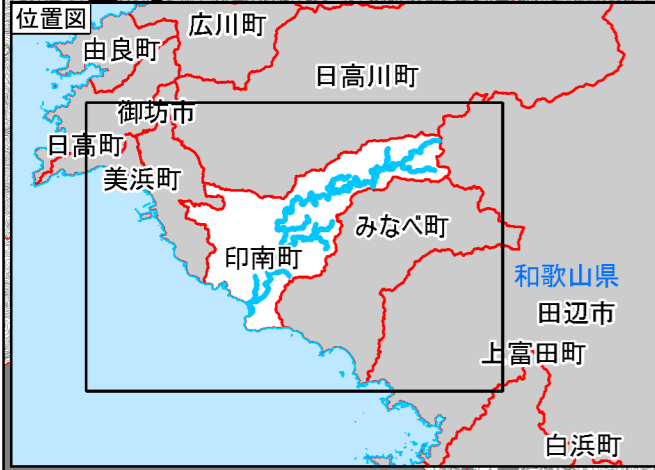 位置図
広川町
由良町
日高川町
御坊市
日高町
美浜町
みなべ町
印南町
和歌山県
田辺市
上富田町
白浜町